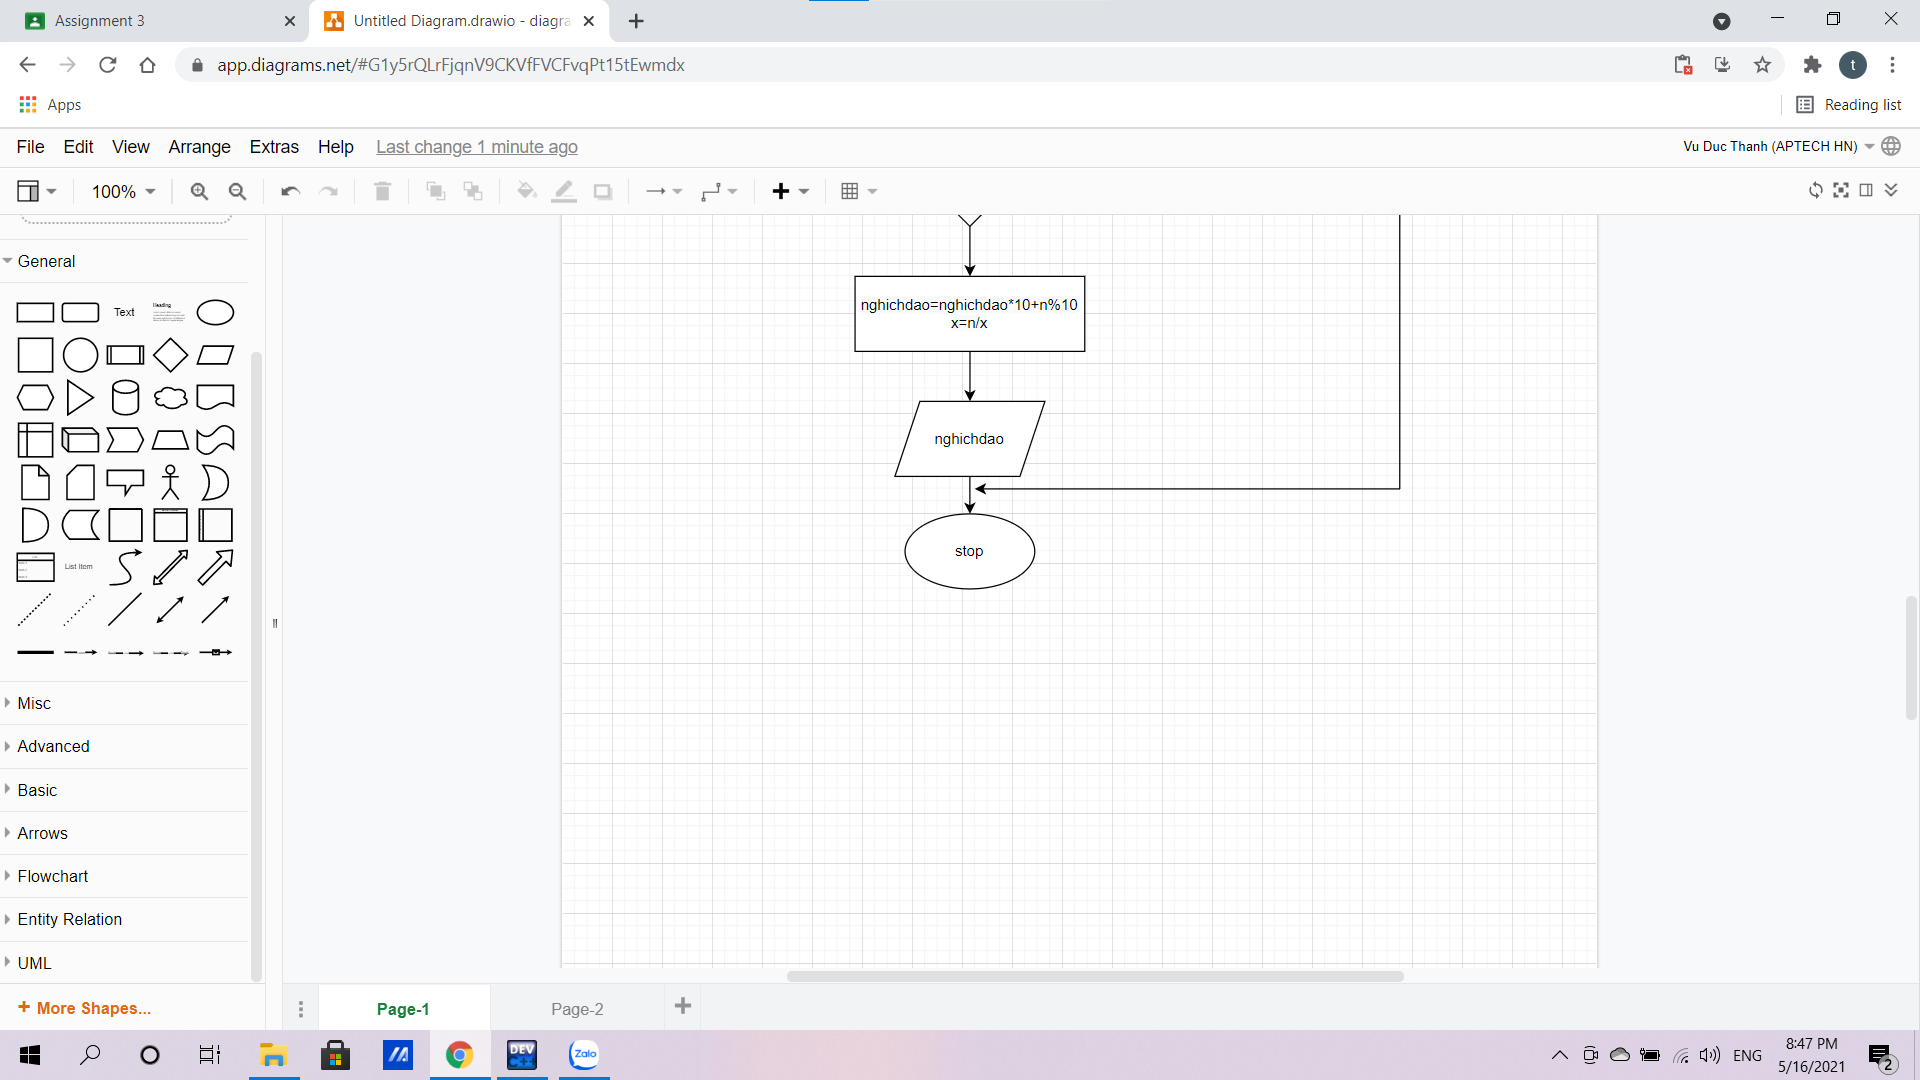 Assignment 3
Untitled Diagram.drawio - diagra
app.diagrams.net/#G1y5rQLrFjqnV9CKVfFVCFvqPt15tEwmdx
t
Apps
Reading list
File Edit View Arrange Extras Help Last change 1 minute ago
Vu Duc Thanh (APTECH HN)
100%
General
Text
Heading
List Item
Misc
Advanced
Basic
Arrows
Flowchart
Entity Relation
UML
+ More Shapes...
nghichdao=nghichdao*10+n%10
x=n/x
nghichdao
stop
Page-1
Page-2
DEV
Zalo
ENG
8:47 PM
5/16/2021
2